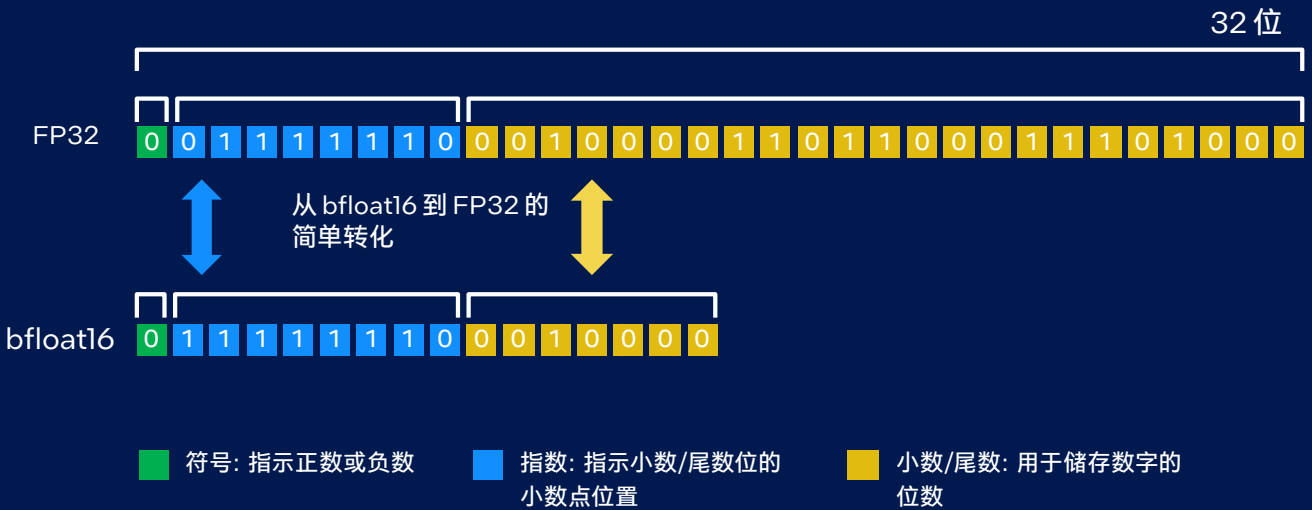 32 位
FP32 0 0 1 1 1 1 1 1 0 0 0 1 0 0 0 0 1 1 0 1 1 0 0 0 1 1 1 0 1 0 0 0
从 bfloat16 到 FP32 的
简单转化
bfloat16 0 1 1 1 1 1 1 1 0 0 0 1 0 0 0 0
符号: 指示正数或负数
指数: 指示小数/尾数位的
小数点位置
小数/尾数: 用于储存数字的
位数